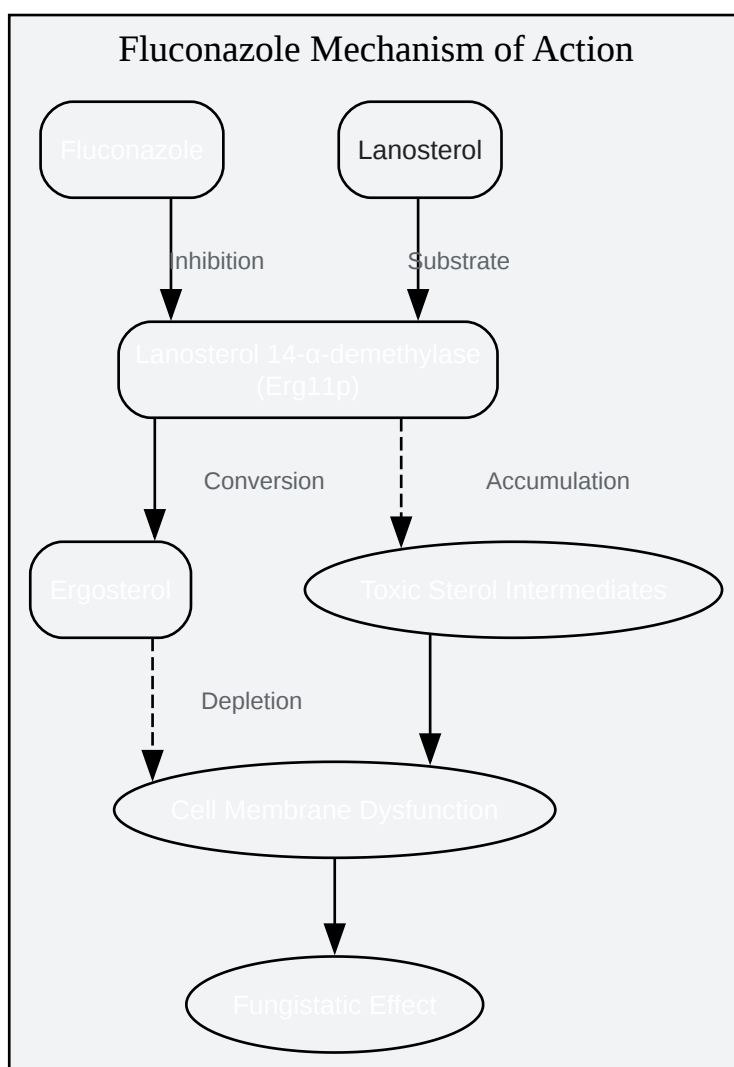 Fluconazole Mechanism of Action
Fluconazole
Lanosterol
Inhibition
Substrate
Lanosterol 14-α-demethylase
(Erg11p)
Conversion
Accumulation
Ergosterol
Toxic Sterol Intermediates
Depletion
Cell Membrane Dysfunction
Fungistatic Effect